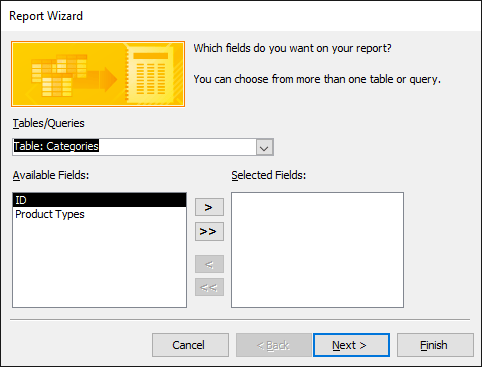 Report Wizard
Which fields do you want on your report?
You can choose from more than one table or query.
Tables/Queries
Table: Categories
Available Fields:
Selected Fields:
ID
Product Types
>
>>
<
<<
Cancel
< Back
Next >
Finish